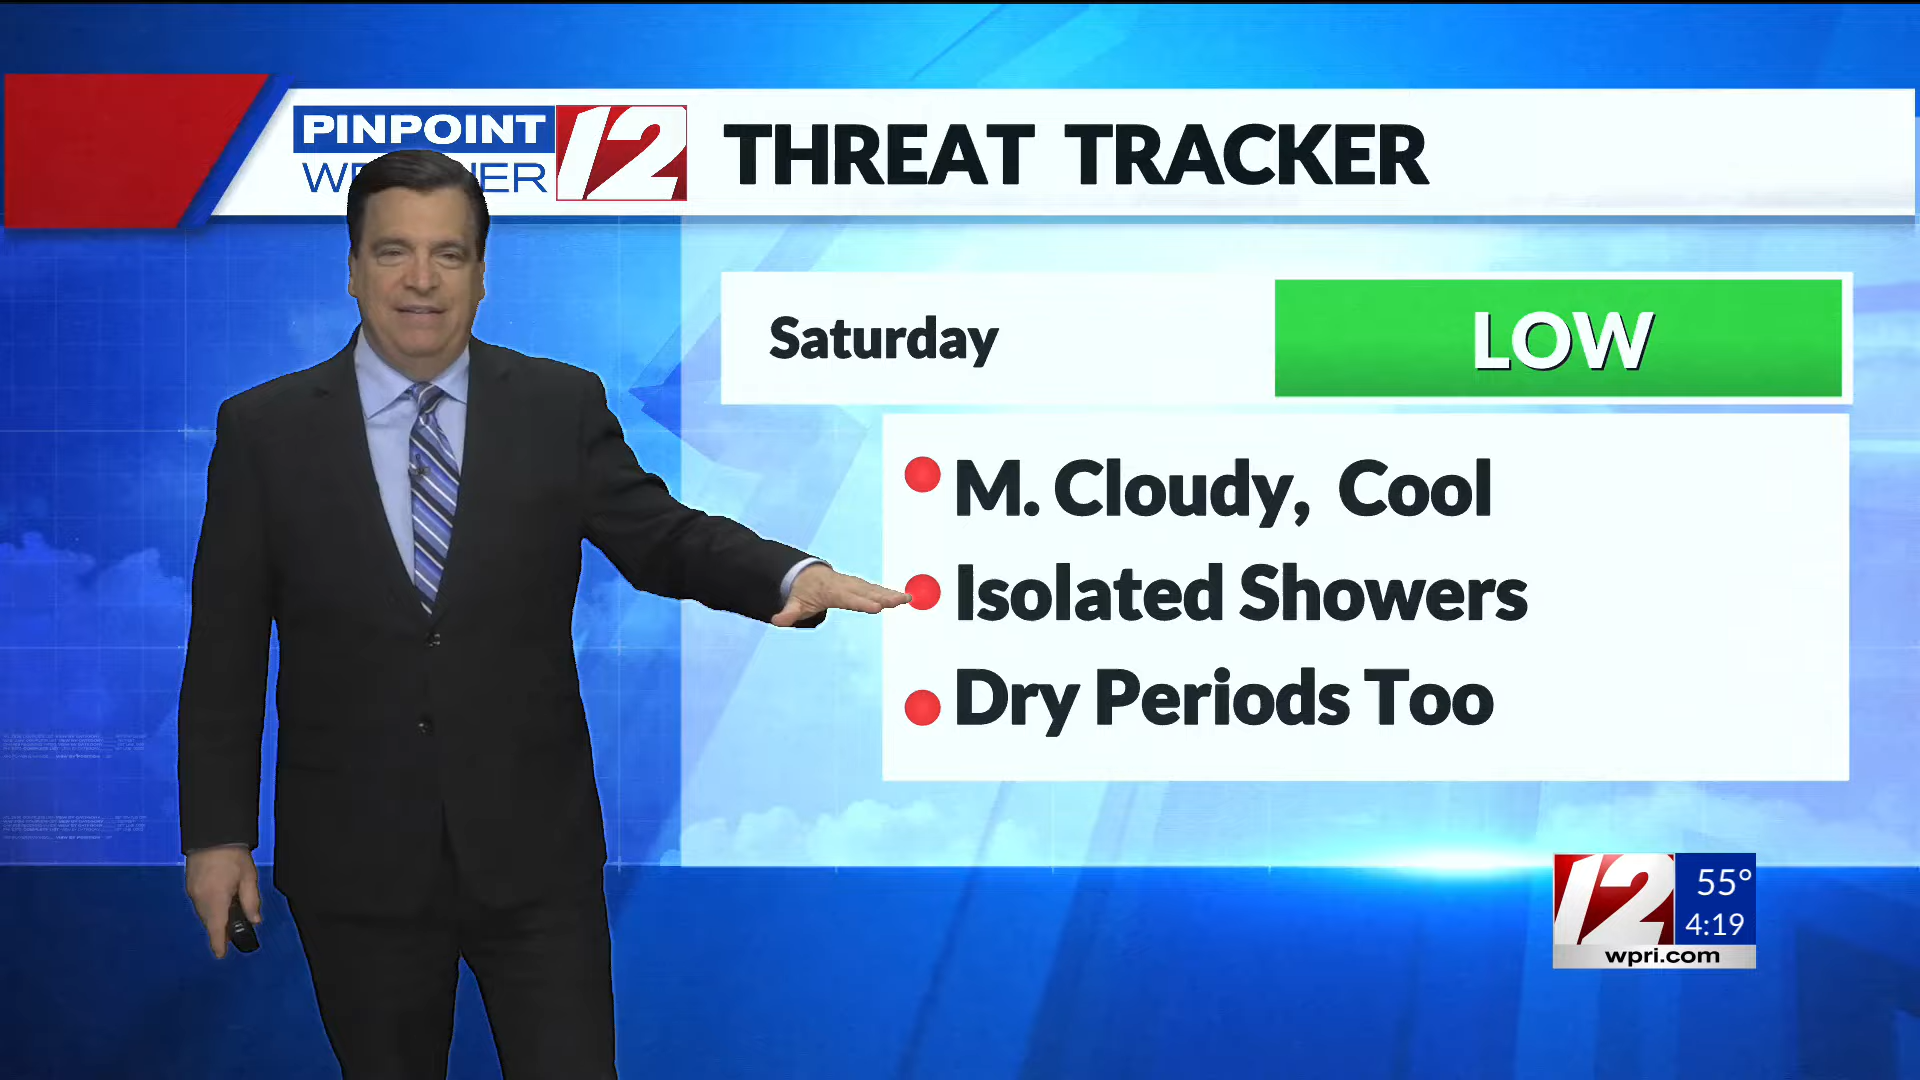 PINPOINT
12
THREAT TRACKER
Saturday
LOW
M. Cloudy, Cool
Isolated Showers
Dry Periods Too
12
55°
4:19
wpri.com